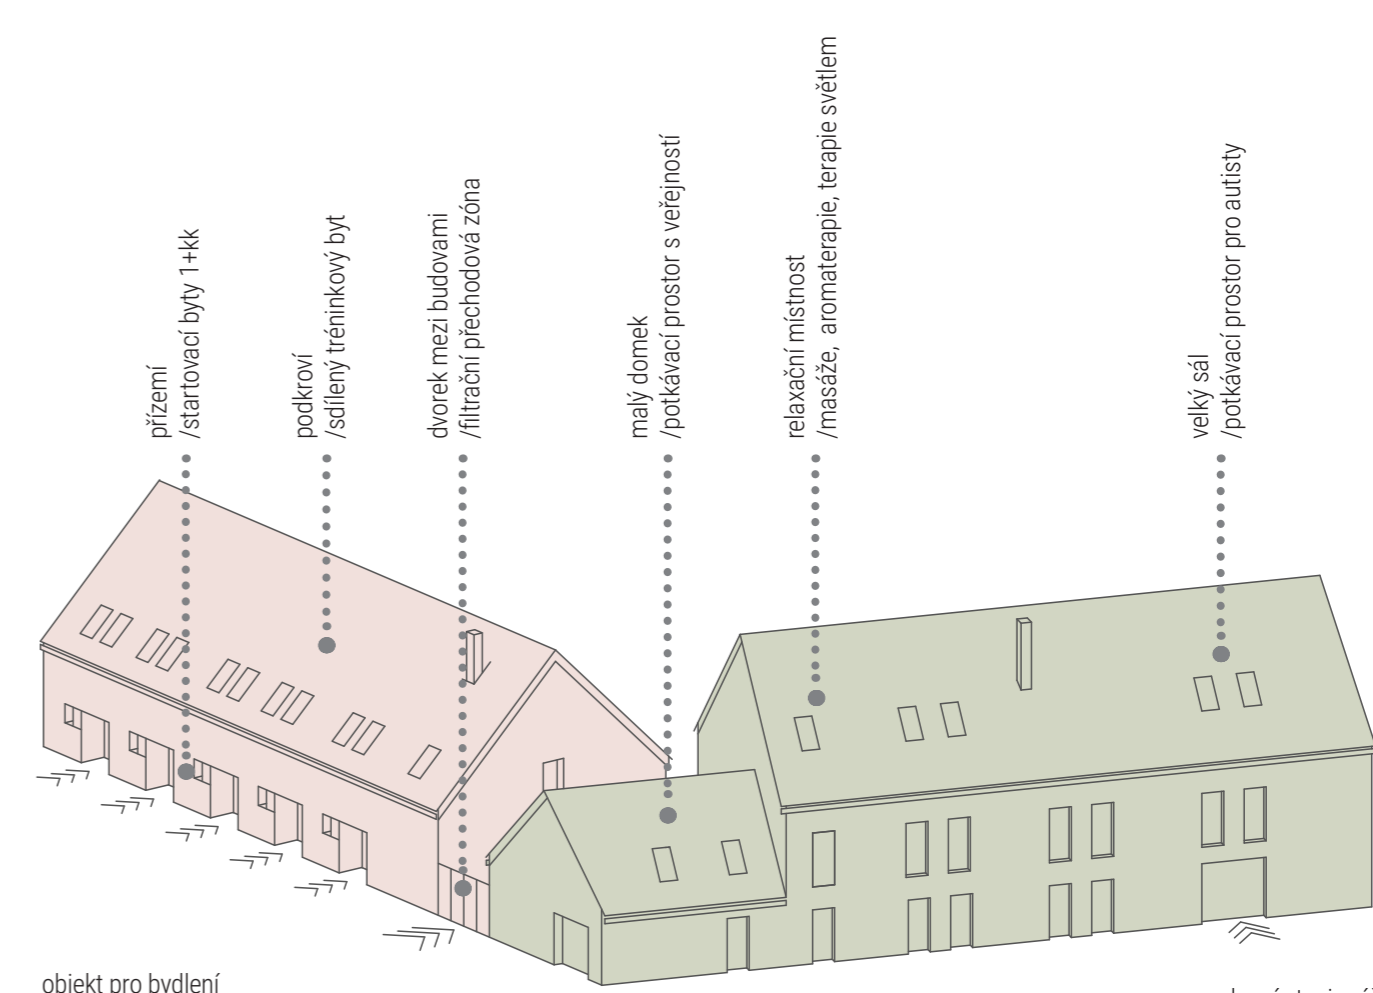 přízemí
/startovací byty 1+kk
podkroví
/sdílený tréninkový byt
dvorek mezi budovami
/filtrační přechodová zóna
malý domek
/potkávací prostor s veřejností
relaxační místnost
/masáže, aromaterapie, terapie světlem
velký sál
/potkávací prostor pro autisty
objekt pro bydlení